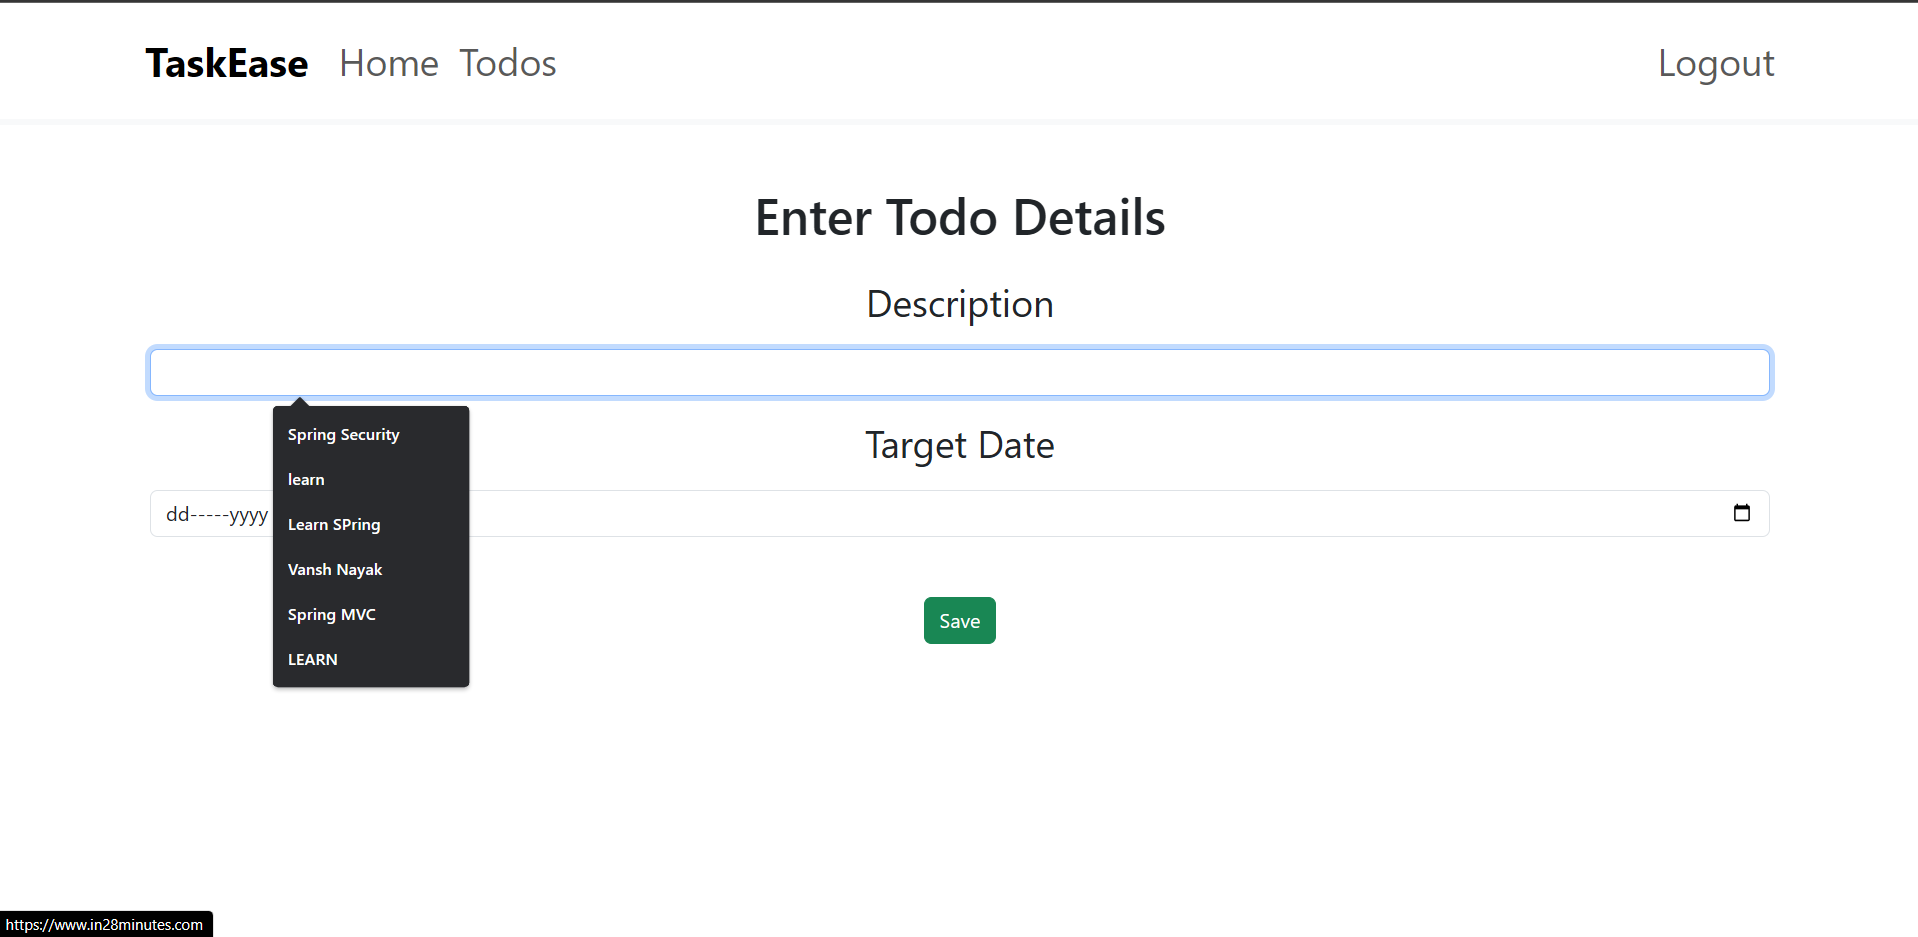 TaskEase Home Todos Logout
Enter Todo Details
Description
Spring Security
learn
Learn SPring
Vansh Nayak
Spring MVC
LEARN
Target Date
dd-----yyyy
Save
https://www.in28minutes.com